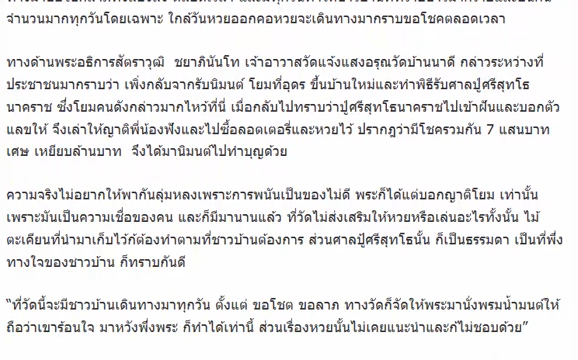 จำนวนมากทุกวันโดยเฉพาะ ใกล้วันหวยออกคอหวยจะเดินทางมากราบขอโชคตลอดเวลา
ทางด้านพระอธิการสัตราวุฒิ ชยาภินันโท เจ้าอาวาสวัดแจ้งแสงอรุณวัดบ้านนาดี กล่าวระหว่างที่
ประชาชนมากราบว่า เพิ่งกลับจากรับนิมนต์ โยมที่อุดร ขึ้นบ้านใหม่และทำพิธีรับศาลปู่ศรีสุทโธ
นาคราช ซึ่งโยมคนดังกล่าวมากไหว้ที่นี่ เมื่อกลับไปทราบว่าปู่ศรีสุทโธนาคราชไปเข้าฝันและบอกตัว
แลขให้ จึงเล่าให้ญาติพี่น้องฟังและไปซื้อลอตเตอรี่และหวยไว้ ปรากฎว่ามีโชครวมกัน 7 แสนบาท
เศษ เหยียบล้านบาท จึงได้มานิมนต์ไปทำบุญด้วย
ความจริงไม่อยากให้พากันลุ่มหลงเพราะการพนันเป็นของไม่ดี พระก็ได้แต่บอกญาติโยม เท่านั้น
เพราะมันเป็นความเชื่อของคน และก็มีมานานแล้ว ที่วัดไม่ส่งเสริมให้หวยหรือเล่นอะไรทั้งนั้น ไม้
ตะเคียนที่นำมาเก็บไว้ก้ต้องทำตามที่ชาวบ้านต้องการ ส่วนศาลปู่ศรีสุทโธนั้น ก็เป็นธรรมดา เป็นที่พึ่ง
ทางใจของชาวบ้าน ก็ทราบกันดี
“ที่วัดนี้จะมีชาวบ้านเดินทางมาทุกวัน ตั้งแต่ ขอโชต ขอลาภ ทางวัดก็จัดให้พระมานั่งพรมน้ำมนต์ให้
ถือว่าเขาร้อนใจ มาหวังพึ่งพระ ก็ทำได้เท่านี้ ส่วนเรื่องหวยนั้นไม่เคยแนะนำและก้ไม่ชอบด้วย”